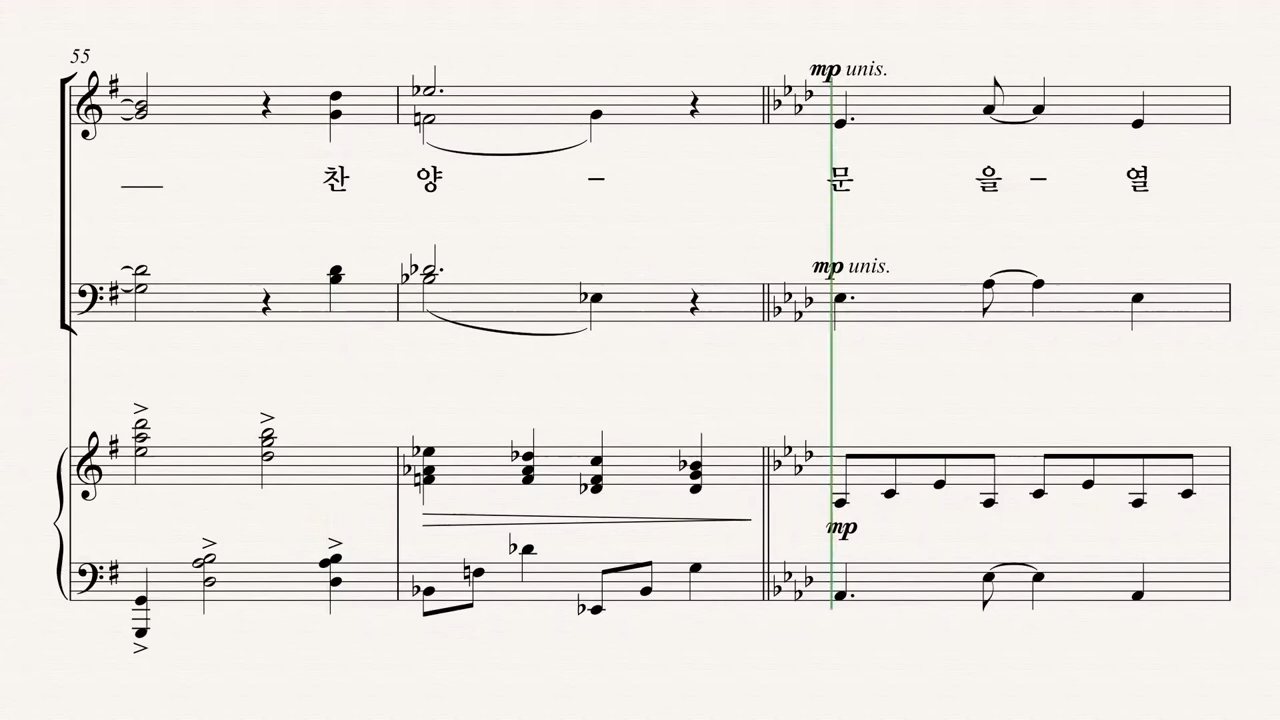 55
mp unis.
찬 양 – 문 을 – 열
mp unis.
mp